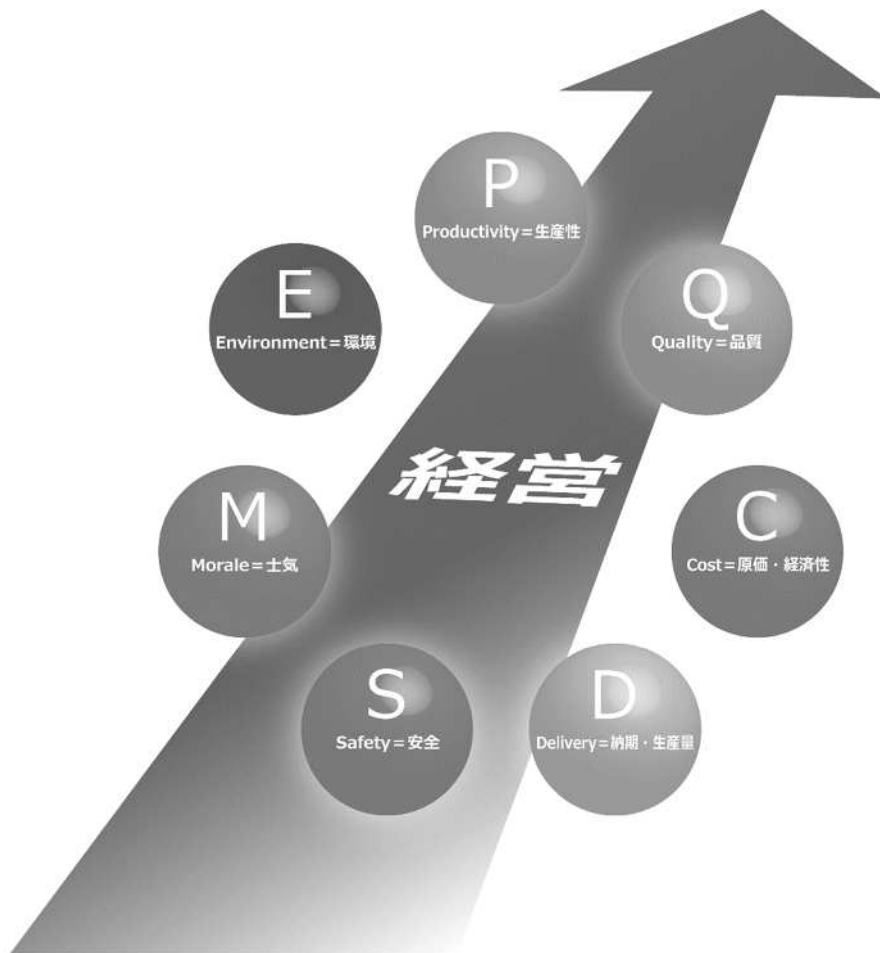 P
Productivity=生産性
E
Environment=環境
Q
Quality=品質
経営
M
Morale=士気
C
Cost=原価・経済性
S
Safety=安全
D
Delivery=納期・生産量